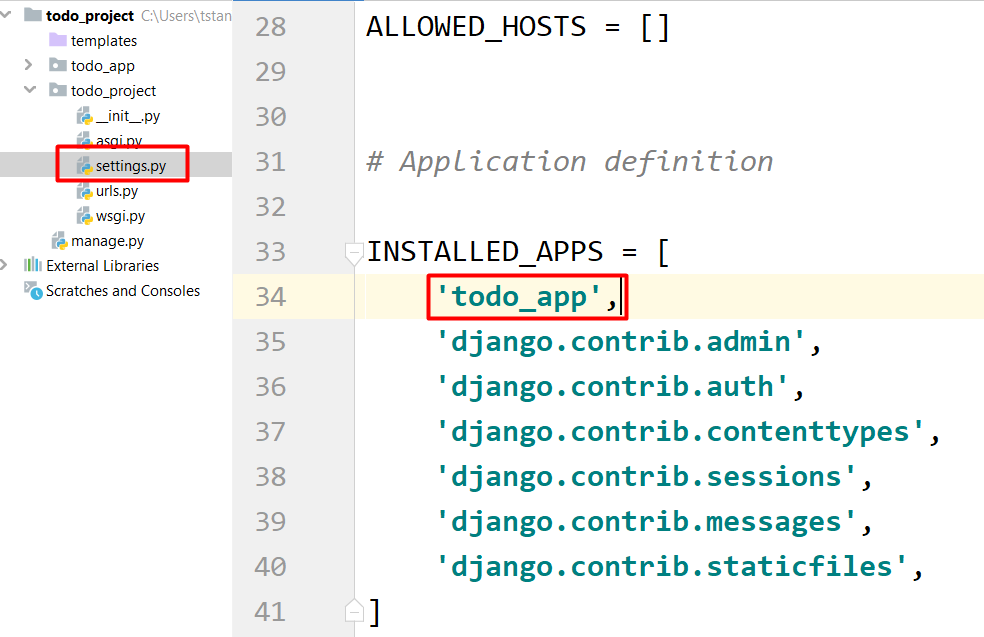 todo_project C:\Users\tstan
templates
todo_app
todo_project
__init__.py
asgi.py
settings.py
urls.py
wsgi.py
manage.py
External Libraries
Scratches and Consoles
28 ALLOWED_HOSTS = []
29
30
31 # Application definition
32
33 INSTALLED_APPS = [
34 'todo_app',
35 'django.contrib.admin',
36 'django.contrib.auth',
37 'django.contrib.contenttypes',
38 'django.contrib.sessions',
39 'django.contrib.messages',
40 'django.contrib.staticfiles',
41 ]